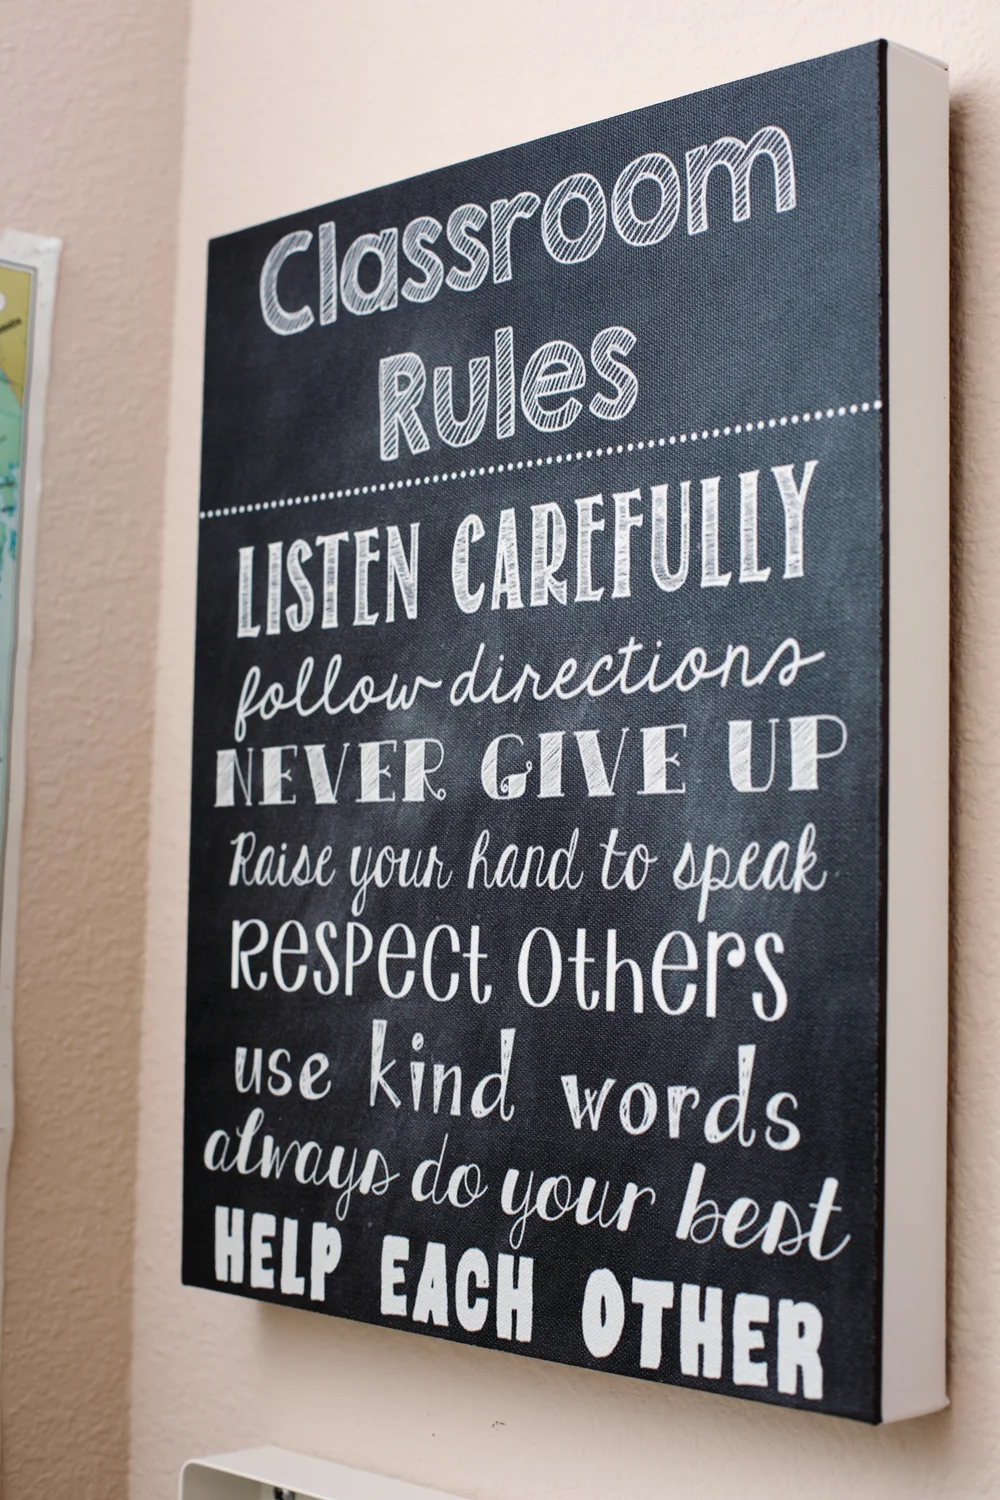 Classroom
Rules
LISTEN CAREFULLY
follow directions
NEVER GIVE UP
Raise your hand to speak
Respect others
use kind words
always do your best
HELP EACH OTHER